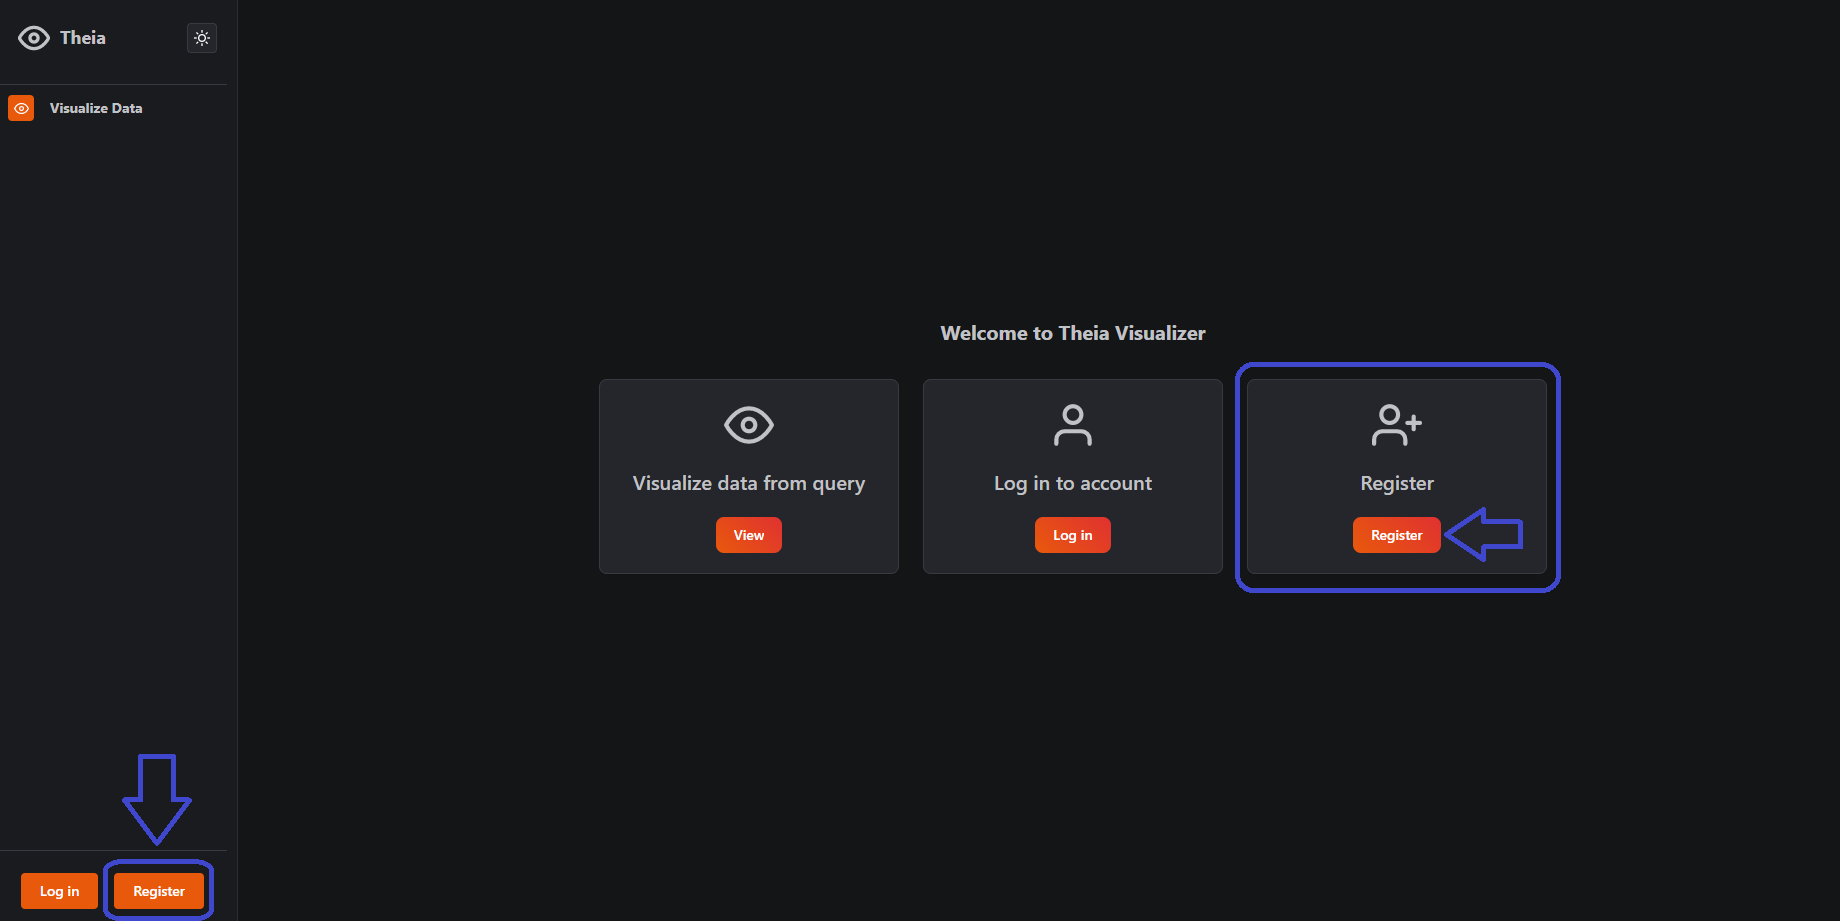 Theia
Visualize Data
Welcome to Theia Visualizer
Visualize data from query
View
Log in to account
Log in
Register
Register
Log in
Register